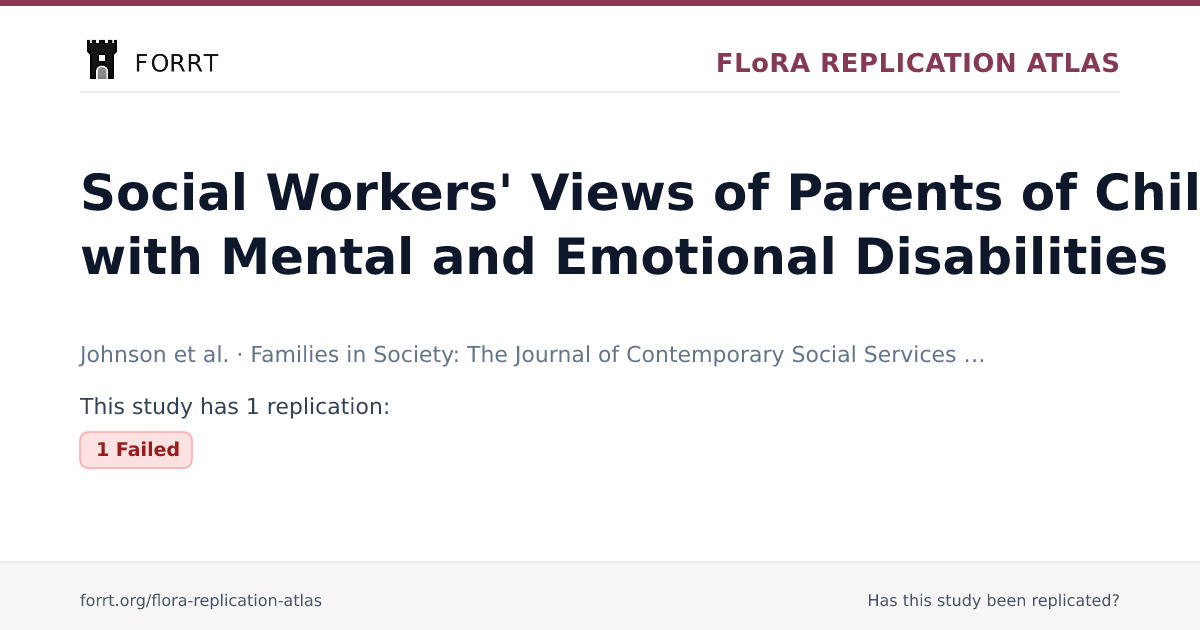 FORRT
FLoRA REPLICATION ATLAS
Social Workers' Views of Parents of Chil
with Mental and Emotional Disabilities
Johnson et al. · Families in Society: The Journal of Contemporary Social Services …
This study has 1 replication:
1 Failed
forrt.org/flora-replication-atlas
Has this study been replicated?